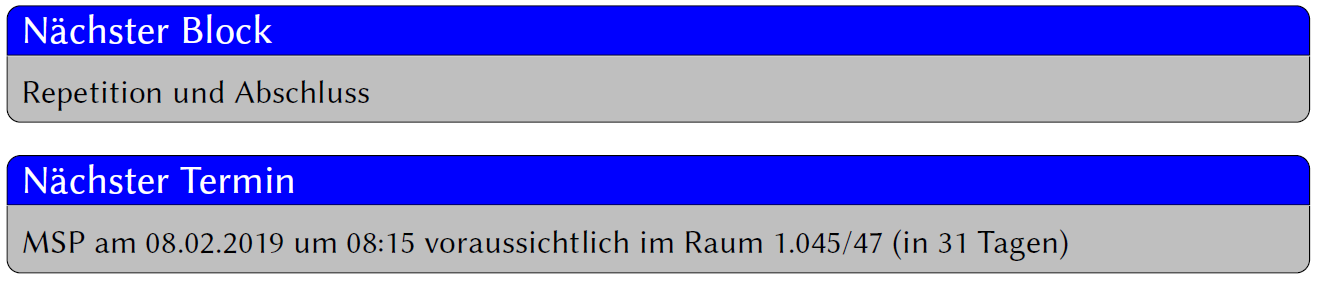 Nächster Block
Repetition und Abschluss
Nächster Termin
MSP am 08.02.2019 um 08:15 voraussichtlich im Raum 1.045/47 (in 31 Tagen)